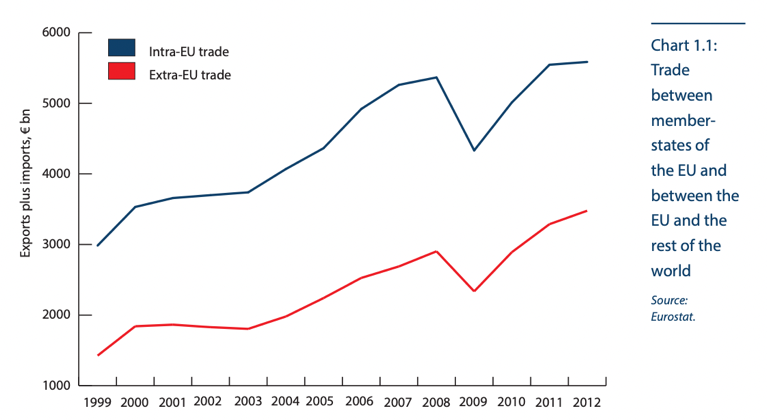 6000
Intra-EU trade
Extra-EU trade
5000
4000
3000
2000
1000
Exports plus imports, € bn
1999 2000 2001 2002 2003 2004 2005 2006 2007 2008 2009 2010 2011 2012
Chart 1.1:
Trade
between
member-
states of
the EU and
between the
EU and the
rest of the
world
Source:
Eurostat.